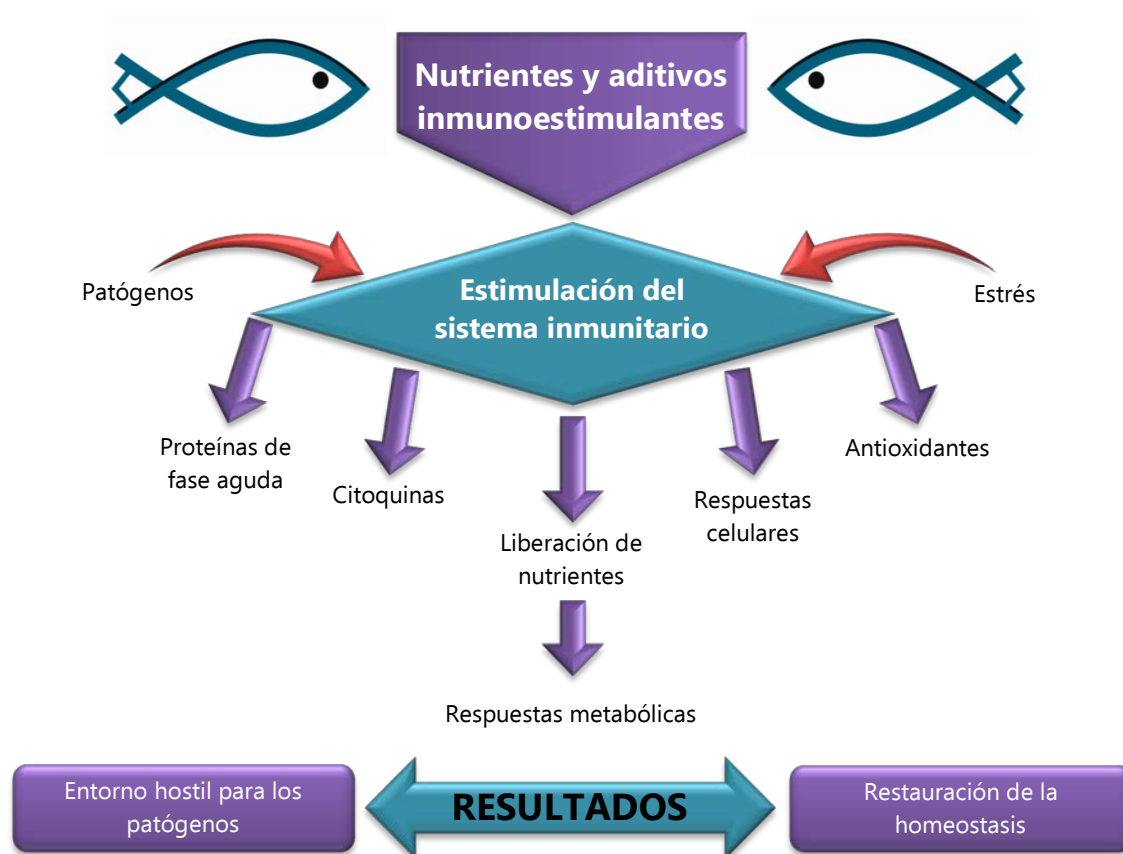 Nutrientes y aditivos
inmunoestimulantes
Patógenos
Estimulación del
sistema inmunitario
Estrés
Proteínas de
fase aguda
Citoquinas
Liberación de
nutrientes
Respuestas
celulares
Antioxidantes
Respuestas metabólicas
Entorno hostil para los
patógenos
RESULTADOS
Restauración de la
homeostasis